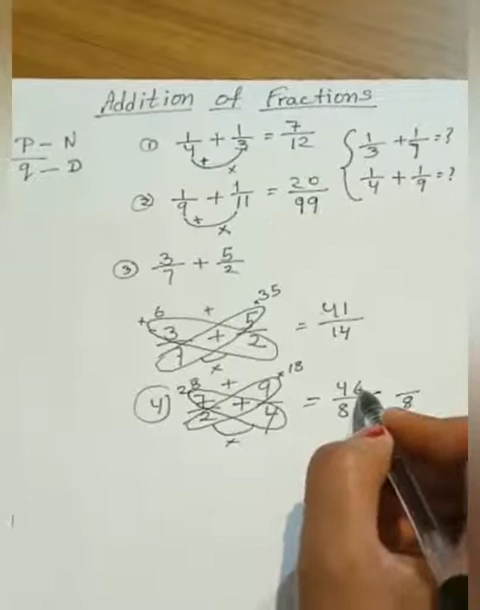 Addition of Fractions
P - N
q - D
① 1/4 + 1/3 = 7/12
+
×
② 1/9 + 1/11 = 20/99
+
×
{ 1/3 + 1/7 = ?
1/4 + 1/9 = ?
③ 3/7 + 5/2
6 + 35
3/7 + 5/2 = 41/14
×
28 + 18
④ 7/2 + 9/4 = 46/8 = /8
×